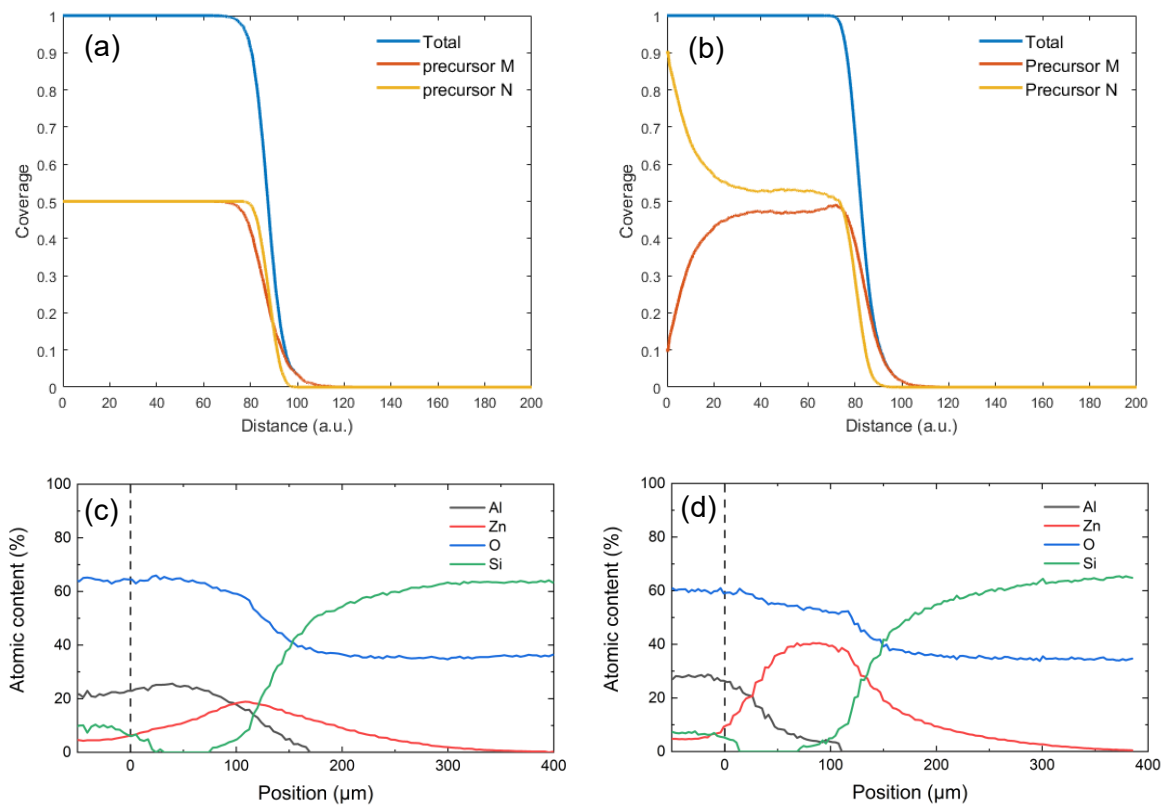 (a)
Total
precursor M
precursor N
Coverage
1
0.9
0.8
0.7
0.6
0.5
0.4
0.3
0.2
0.1
0
0 20 40 60 80 100 120 140 160 180 200
Distance (a.u.)
(b)
Total
Precursor M
Precursor N
Coverage
1
0.9
0.8
0.7
0.6
0.5
0.4
0.3
0.2
0.1
0
0 20 40 60 80 100 120 140 160 180 200
Distance (a.u.)
(c)
Al
Zn
O
Si
Atomic content (%)
100
80
60
40
20
0
0 100 200 300 400
Position (µm)
(d)
Al
Zn
O
Si
Atomic content (%)
100
80
60
40
20
0
0 100 200 300 400
Position (µm)